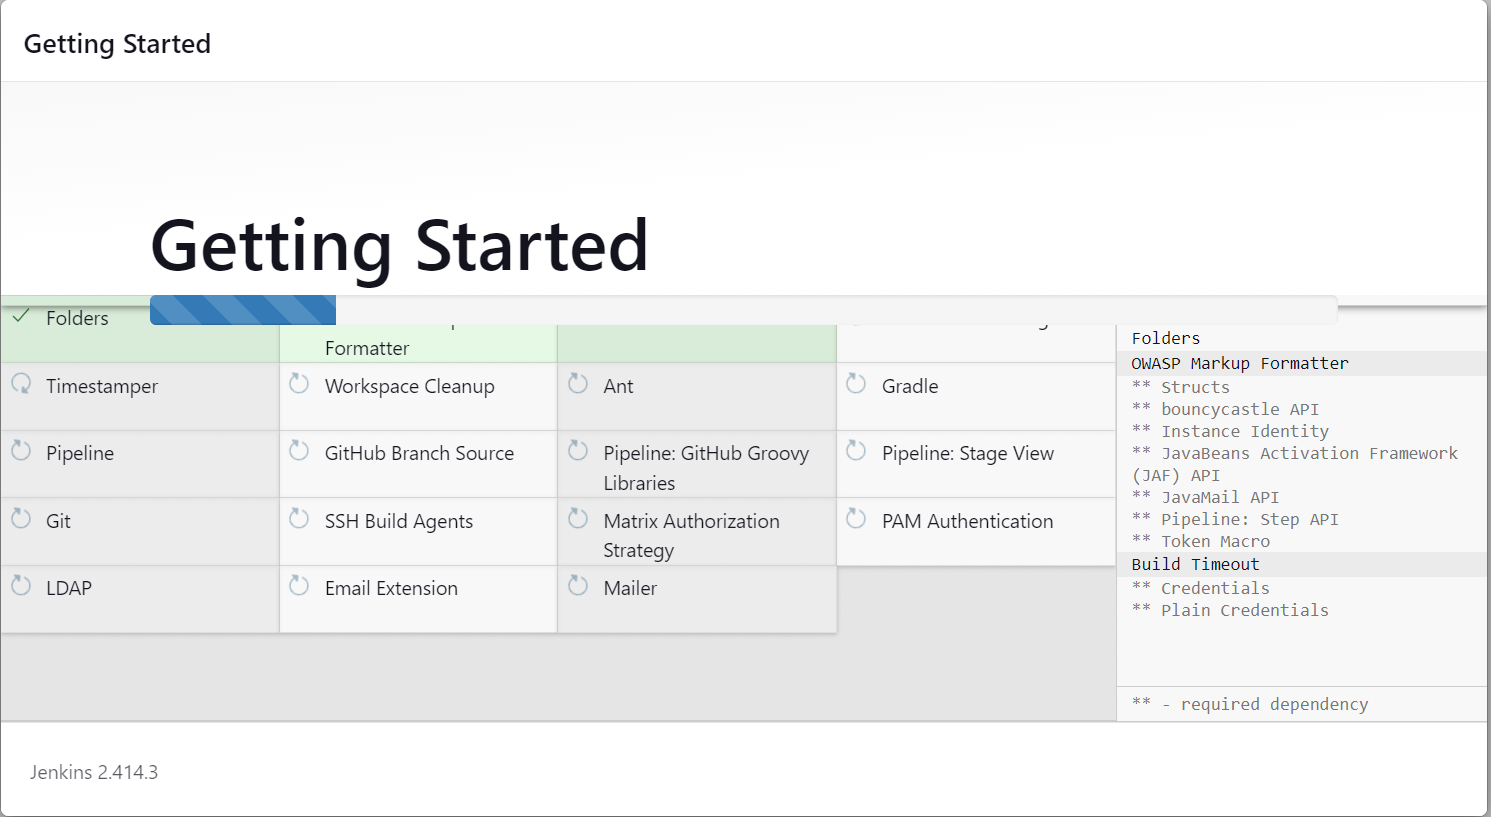 Getting Started
Getting Started
Folders
Formatter
Timestamper
Workspace Cleanup
Ant
Gradle
Pipeline
GitHub Branch Source
Pipeline: GitHub Groovy
Libraries
Pipeline: Stage View
Git
SSH Build Agents
Matrix Authorization
Strategy
PAM Authentication
LDAP
Email Extension
Mailer
Folders
OWASP Markup Formatter
** Structs
** bouncycastle API
** Instance Identity
** JavaBeans Activation Framework
(JAF) API
** JavaMail API
** Pipeline: Step API
** Token Macro
Build Timeout
** Credentials
** Plain Credentials
** - required dependency
Jenkins 2.414.3